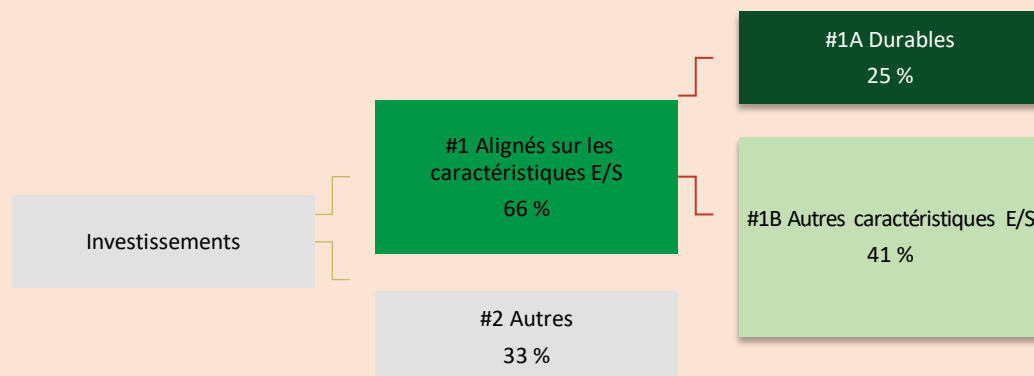 #1A Durables
25 %
#1 Alignés sur les
caractéristiques E/S
66 %
#1B Autres caractéristiques E/S
41 %
Investissements
#2 Autres
33 %